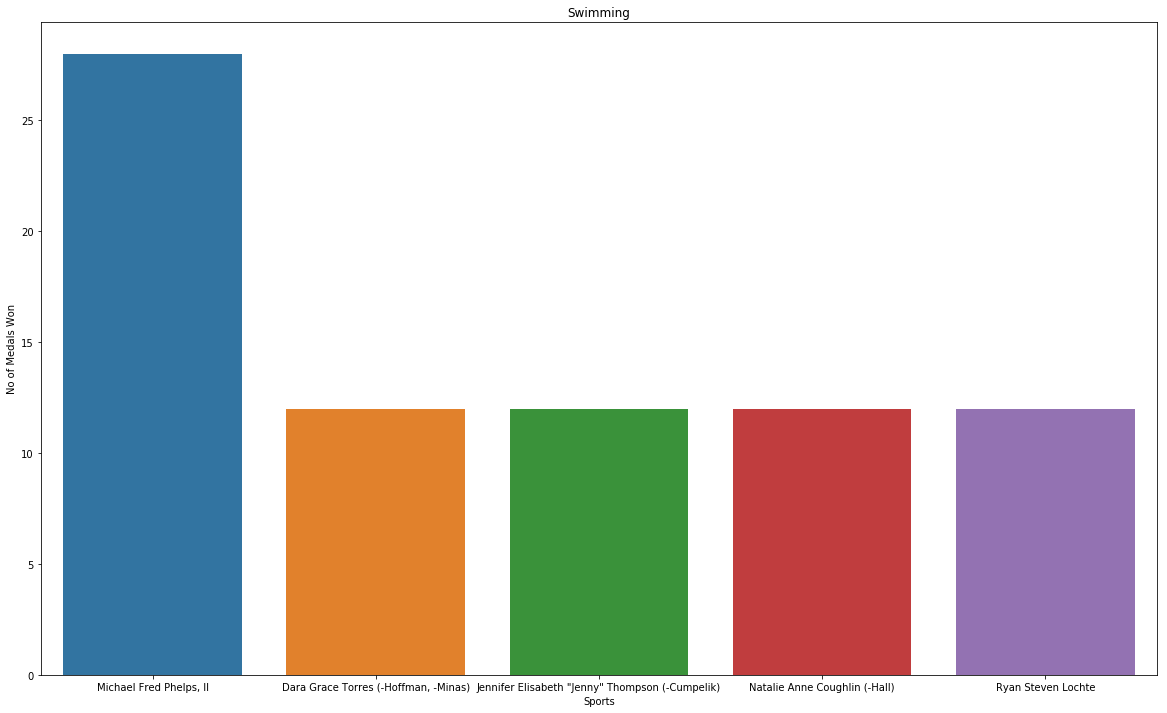 Swimming
No of Medals Won
25
20
15
10
5
0
Michael Fred Phelps, II
Dara Grace Torres (-Hoffman, -Minas)
Jennifer Elisabeth "Jenny" Thompson (-Cumpelik)
Natalie Anne Coughlin (-Hall)
Ryan Steven Lochte
Sports